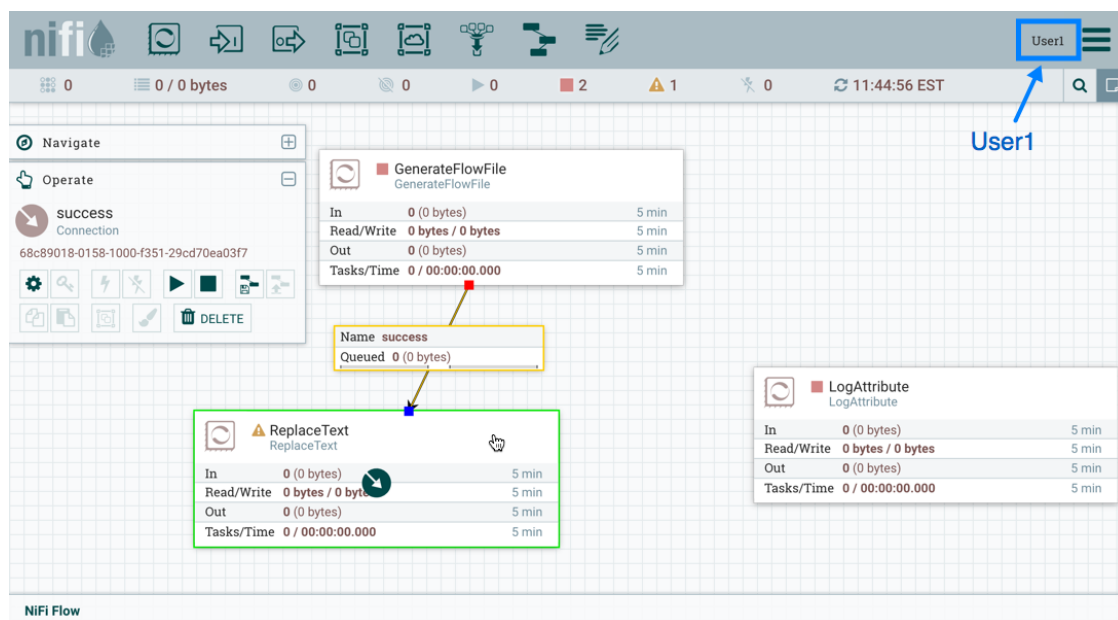 nifi
User1
0
0 / 0 bytes
0
0
0
2
1
0
11:44:56 EST
User1
Navigate
Operate
success
Connection
68c89018-0158-1000-f351-29cd70ea03f7
DELETE
GenerateFlowFile
GenerateFlowFile
In 0 (0 bytes) 5 min
Read/Write 0 bytes / 0 bytes 5 min
Out 0 (0 bytes) 5 min
Tasks/Time 0 / 00:00:00.000 5 min
Name success
Queued 0 (0 bytes)
ReplaceText
ReplaceText
In 0 (0 bytes) 5 min
Read/Write 0 bytes / 0 byte 5 min
Out 0 (0 bytes) 5 min
Tasks/Time 0 / 00:00:00.000 5 min
LogAttribute
LogAttribute
In 0 (0 bytes) 5 min
Read/Write 0 bytes / 0 bytes 5 min
Out 0 (0 bytes) 5 min
Tasks/Time 0 / 00:00:00.000 5 min
NiFi Flow